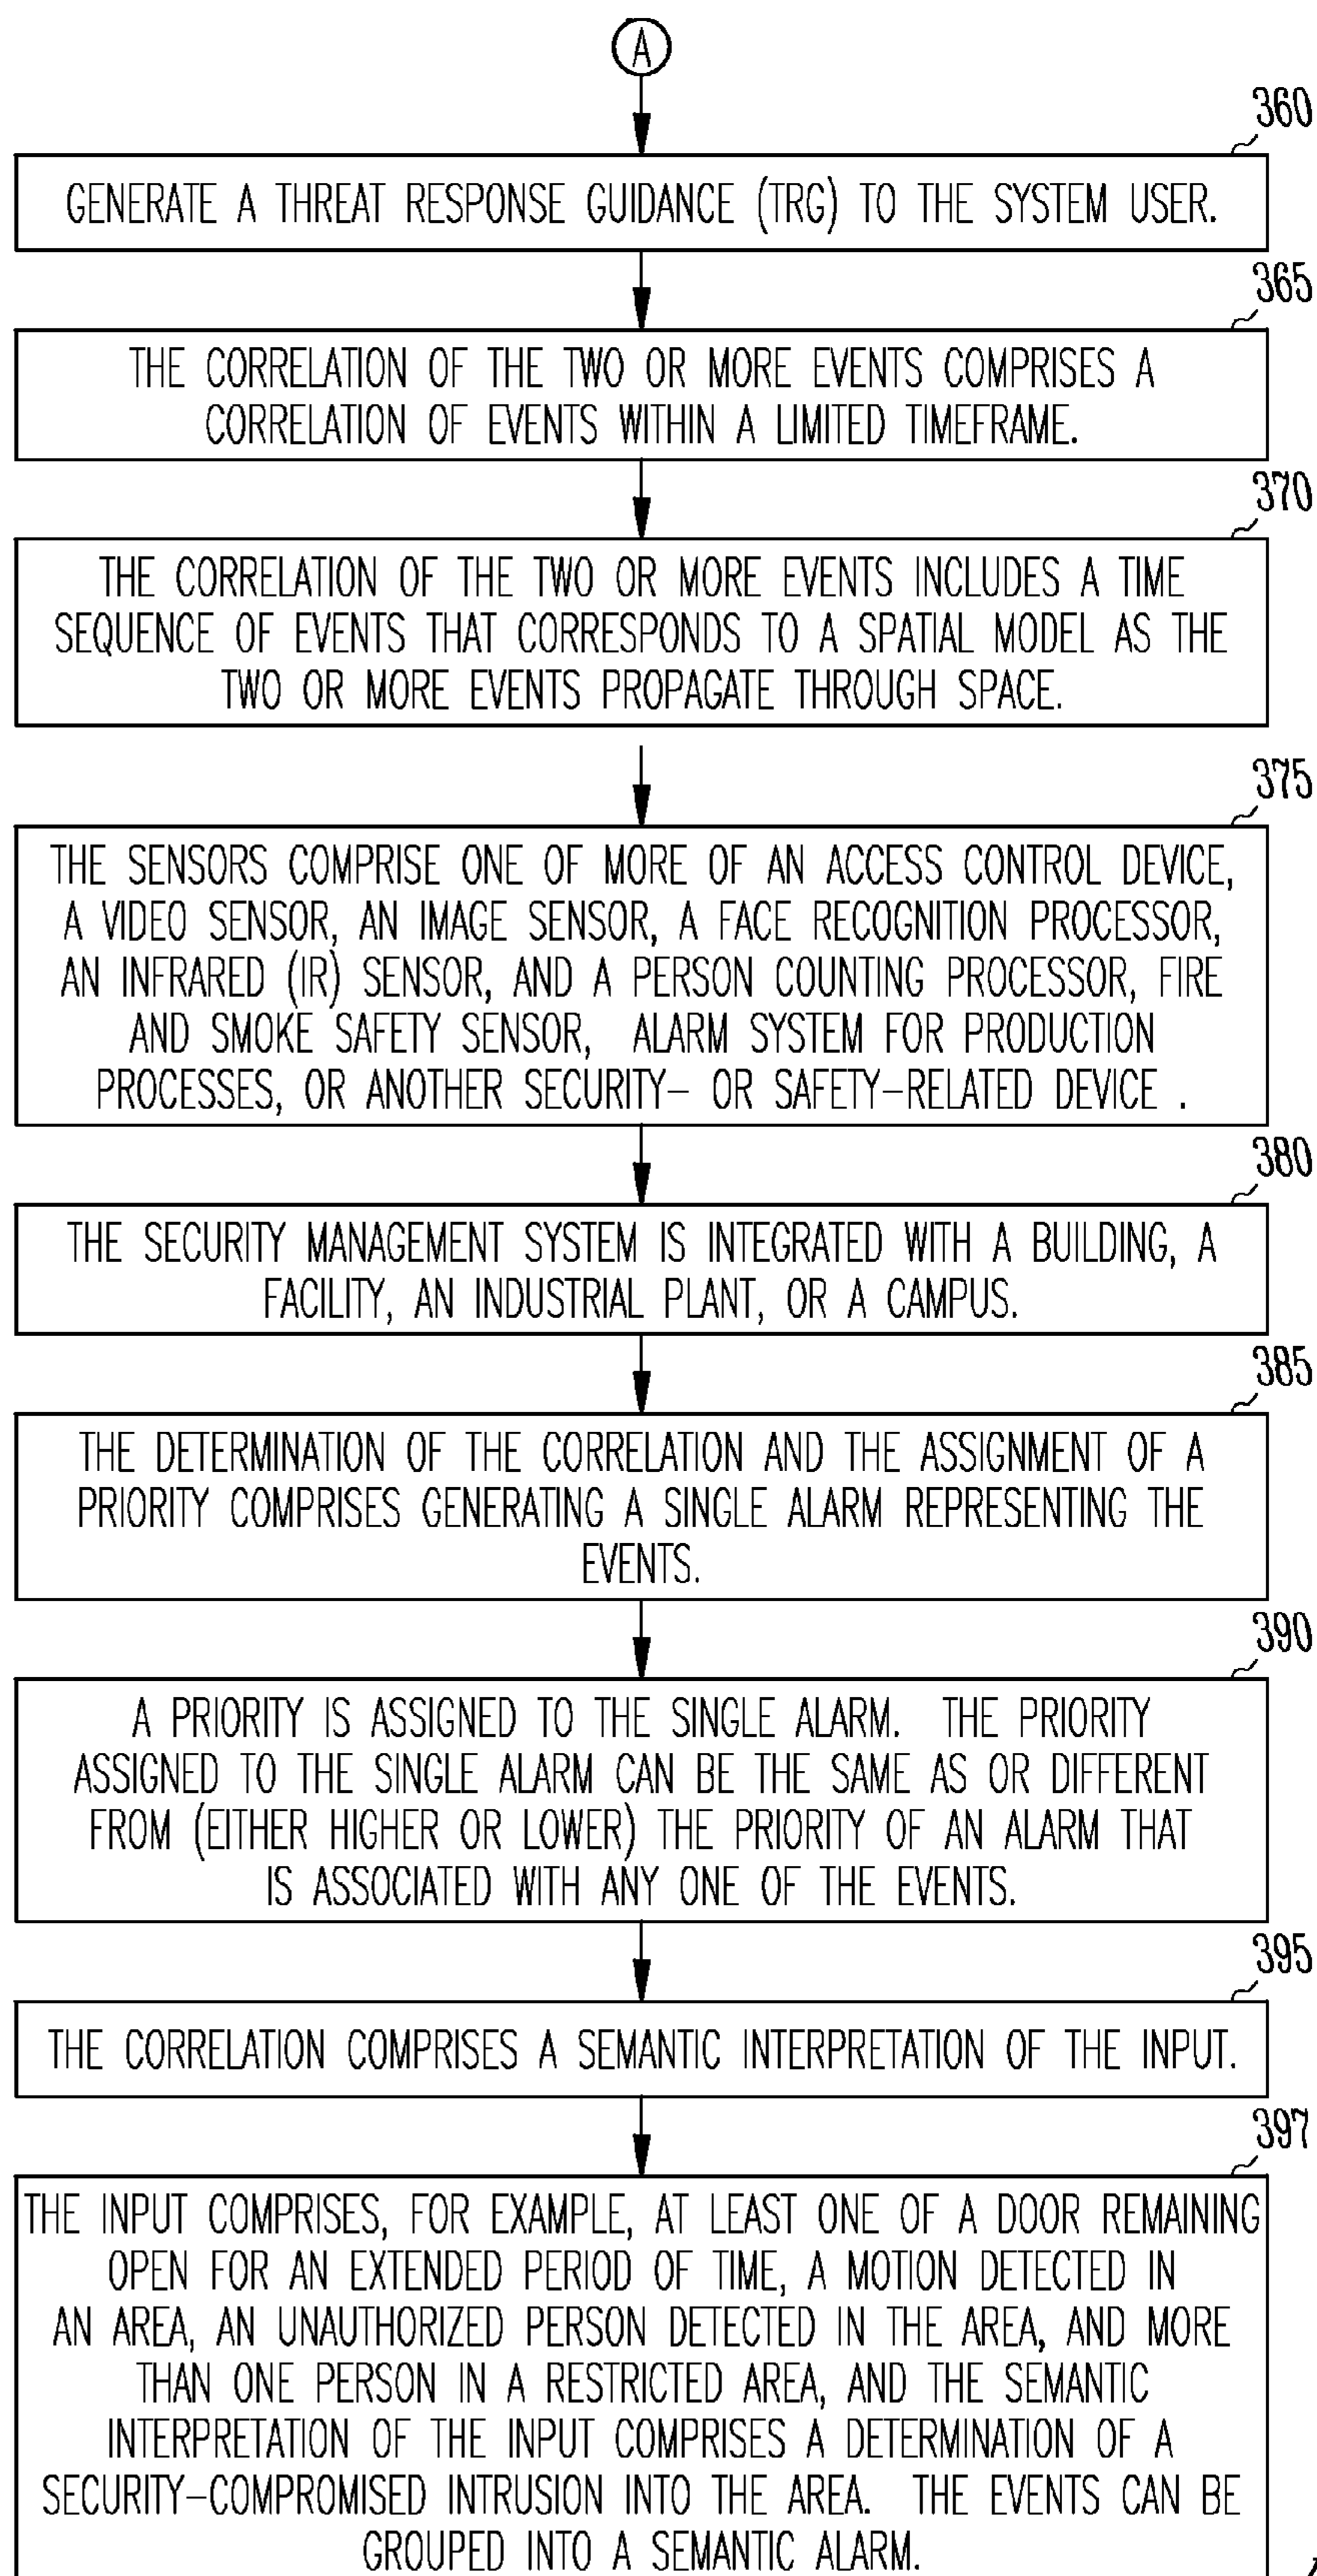 A
360
GENERATE A THREAT RESPONSE GUIDANCE (TRG) TO THE SYSTEM USER.
365
THE CORRELATION OF THE TWO OR MORE EVENTS COMPRISES A
CORRELATION OF EVENTS WITHIN A LIMITED TIMEFRAME.
370
THE CORRELATION OF THE TWO OR MORE EVENTS INCLUDES A TIME
SEQUENCE OF EVENTS THAT CORRESPONDS TO A SPATIAL MODEL AS THE
TWO OR MORE EVENTS PROPAGATE THROUGH SPACE.
375
THE SENSORS COMPRISE ONE OF MORE OF AN ACCESS CONTROL DEVICE,
A VIDEO SENSOR, AN IMAGE SENSOR, A FACE RECOGNITION PROCESSOR,
AN INFRARED (IR) SENSOR, AND A PERSON COUNTING PROCESSOR, FIRE
AND SMOKE SAFETY SENSOR, ALARM SYSTEM FOR PRODUCTION
PROCESSES, OR ANOTHER SECURITY- OR SAFETY-RELATED DEVICE .
380
THE SECURITY MANAGEMENT SYSTEM IS INTEGRATED WITH A BUILDING, A
FACILITY, AN INDUSTRIAL PLANT, OR A CAMPUS.
385
THE DETERMINATION OF THE CORRELATION AND THE ASSIGNMENT OF A
PRIORITY COMPRISES GENERATING A SINGLE ALARM REPRESENTING THE
EVENTS.
390
A PRIORITY IS ASSIGNED TO THE SINGLE ALARM. THE PRIORITY
ASSIGNED TO THE SINGLE ALARM CAN BE THE SAME AS OR DIFFERENT
FROM (EITHER HIGHER OR LOWER) THE PRIORITY OF AN ALARM THAT
IS ASSOCIATED WITH ANY ONE OF THE EVENTS.
395
THE CORRELATION COMPRISES A SEMANTIC INTERPRETATION OF THE INPUT.
397
THE INPUT COMPRISES, FOR EXAMPLE, AT LEAST ONE OF A DOOR REMAINING
OPEN FOR AN EXTENDED PERIOD OF TIME, A MOTION DETECTED IN
AN AREA, AN UNAUTHORIZED PERSON DETECTED IN THE AREA, AND MORE
THAN ONE PERSON IN A RESTRICTED AREA, AND THE SEMANTIC
INTERPRETATION OF THE INPUT COMPRISES A DETERMINATION OF A
SECURITY-COMPROMISED INTRUSION INTO THE AREA. THE EVENTS CAN BE
GROUPED INTO A SEMANTIC ALARM.